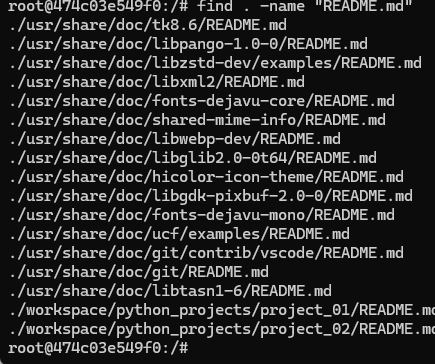 root@474c03e549f0:/# find . -name "README.md"
./usr/share/doc/tk8.6/README.md
./usr/share/doc/libpango-1.0-0/README.md
./usr/share/doc/libzstd-dev/examples/README.md
./usr/share/doc/libxml2/README.md
./usr/share/doc/fonts-dejavu-core/README.md
./usr/share/doc/shared-mime-info/README.md
./usr/share/doc/libwebp-dev/README.md
./usr/share/doc/libglib2.0-0t64/README.md
./usr/share/doc/hicolor-icon-theme/README.md
./usr/share/doc/libgdk-pixbuf-2.0-0/README.md
./usr/share/doc/fonts-dejavu-mono/README.md
./usr/share/doc/ucf/examples/README.md
./usr/share/doc/git/contrib/vscode/README.md
./usr/share/doc/git/README.md
./usr/share/doc/libtasn1-6/README.md
./workspace/python_projects/project_01/README.md
./workspace/python_projects/project_02/README.md
root@474c03e549f0:/#